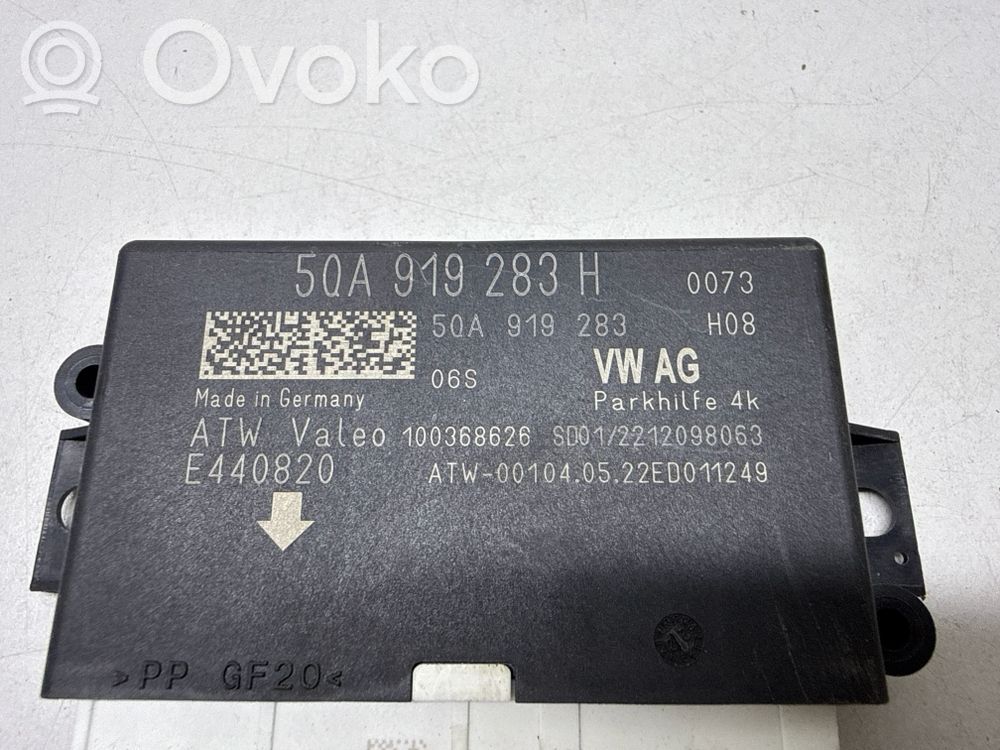 Ovoko
5QA 919 283 H 0073
5QA 919 283 H08
06S VW AG
Made in Germany Parkhilfe 4k
ATW Valeo 100368626 SD01/2212098063
E440820 ATW-00104.05.22ED011249
>PP GF20<